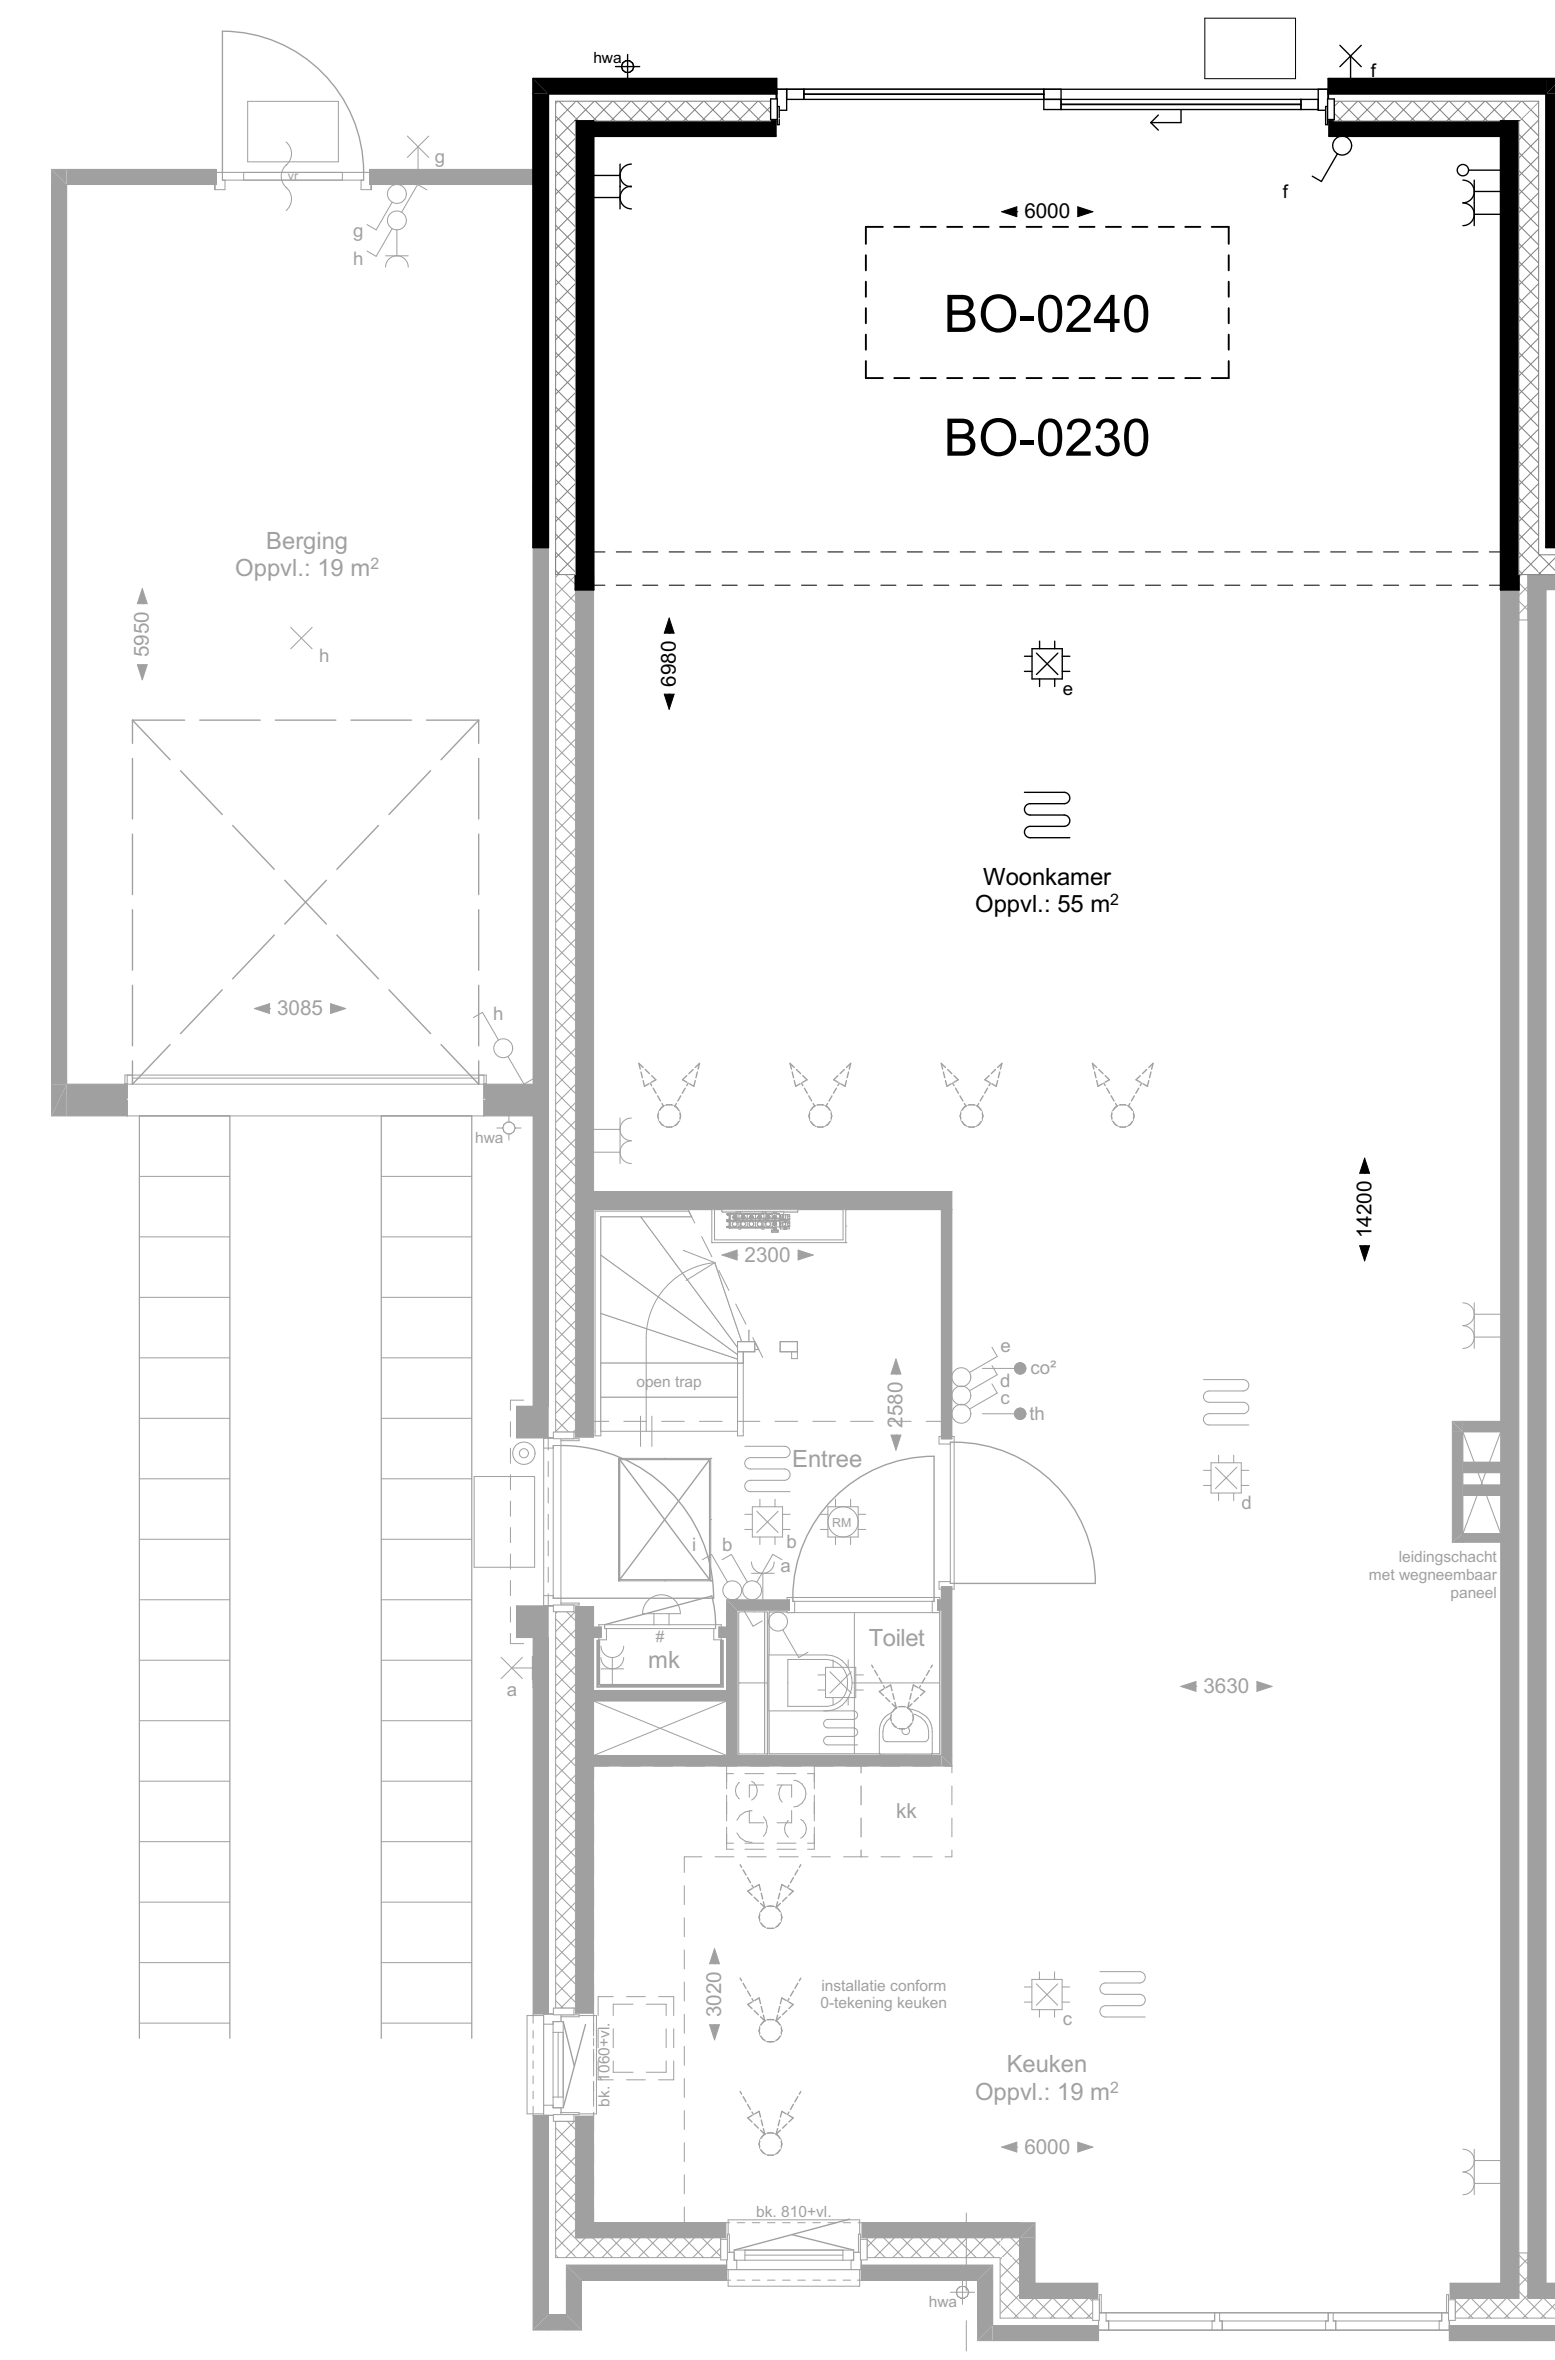 hwa
f
g
vr
g
h
f
6000
BO-0240
BO-0230
Berging
Oppvl.: 19 m²
5950
h
6980
e
Woonkamer
Oppvl.: 55 m²
3085
h
hwa
14200
2300
open trap
2580
e
d
c
co²
th
Entree
RM
d
i
b
b
a
leidingschacht
met wegneembaar
paneel
Toilet
#
mk
a
3630
kk
3020
installatie conform
0-tekening keuken
c
bk. 1060+vl.
Keuken
Oppvl.: 19 m²
6000
bk. 810+vl.
hwa